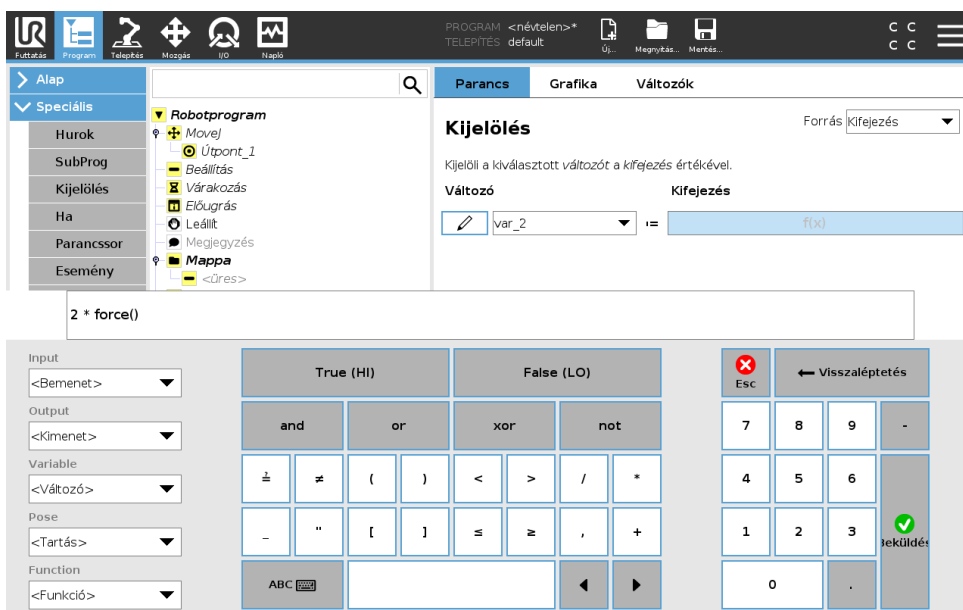 PROGRAM <névtelen>*
TELEPÍTÉS default
C C
C C
Futtatás Program Telepítés Mozgás I/O Napló Új... Megnyitás... Mentés...
Alap
Speciális
Hurok
SubProg
Kijelölés
Ha
Parancssor
Esemény
Robotprogram
MoveJ
Útpont_1
Beállítás
Várakozás
Előugrás
Leállít
Megjegyzés
Mappa
<üres>
Parancs Grafika Változók
Kijelölés
Forrás Kifejezés
Kijelöli a kiválasztott változót a kifejezés értékével.
Változó Kifejezés
var_2 := f(x)
2 * force()
Input
<Bemenet>
Output
<Kimenet>
Variable
<Változó>
Pose
<Tartás>
Function
<Funkció>
True (HI) False (LO)
and or xor not
≟ ≠ ( ) < > / *
_ " [ ] ≤ ≥ , +
ABC
Esc Visszaléptetés
7 8 9 -
4 5 6
1 2 3 Beküldés
0 .